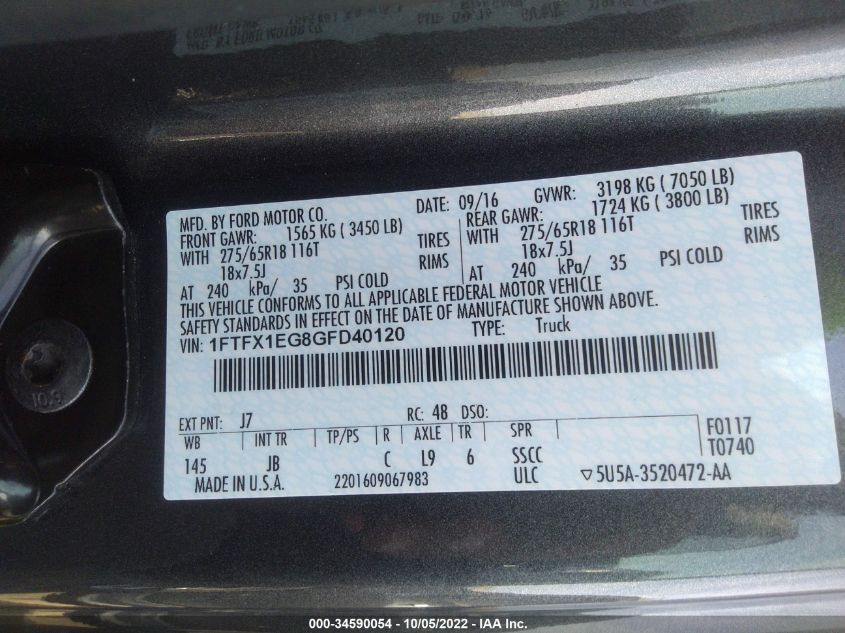 MFD. BY FORD MOTOR CO. DATE: 09/16 GVWR: 3198 KG ( 7050 LB)
FRONT GAWR: 1565 KG ( 3450 LB) REAR GAWR: 1724 KG ( 3800 LB)
WITH 275/65R18 116T TIRES WITH 275/65R18 116T TIRES
18x7.5J RIMS 18x7.5J RIMS
AT 240 kPa/ 35 PSI COLD AT 240 kPa/ 35 PSI COLD
THIS VEHICLE CONFORMS TO ALL APPLICABLE FEDERAL MOTOR VEHICLE
SAFETY STANDARDS IN EFFECT ON THE DATE OF MANUFACTURE SHOWN ABOVE.
VIN: 1FTFX1EG8GFD40120 TYPE: Truck
EXT PNT: J7 RC: 48 DSO:
WB INT TR TP/PS R AXLE TR SPR F0117
145 JB C L9 6 SSCC T0740
MADE IN U.S.A. 2201609067983 ULC ▽5U5A-3520472-AA
10.9
000-34590054 - 10/05/2022 - IAA Inc.